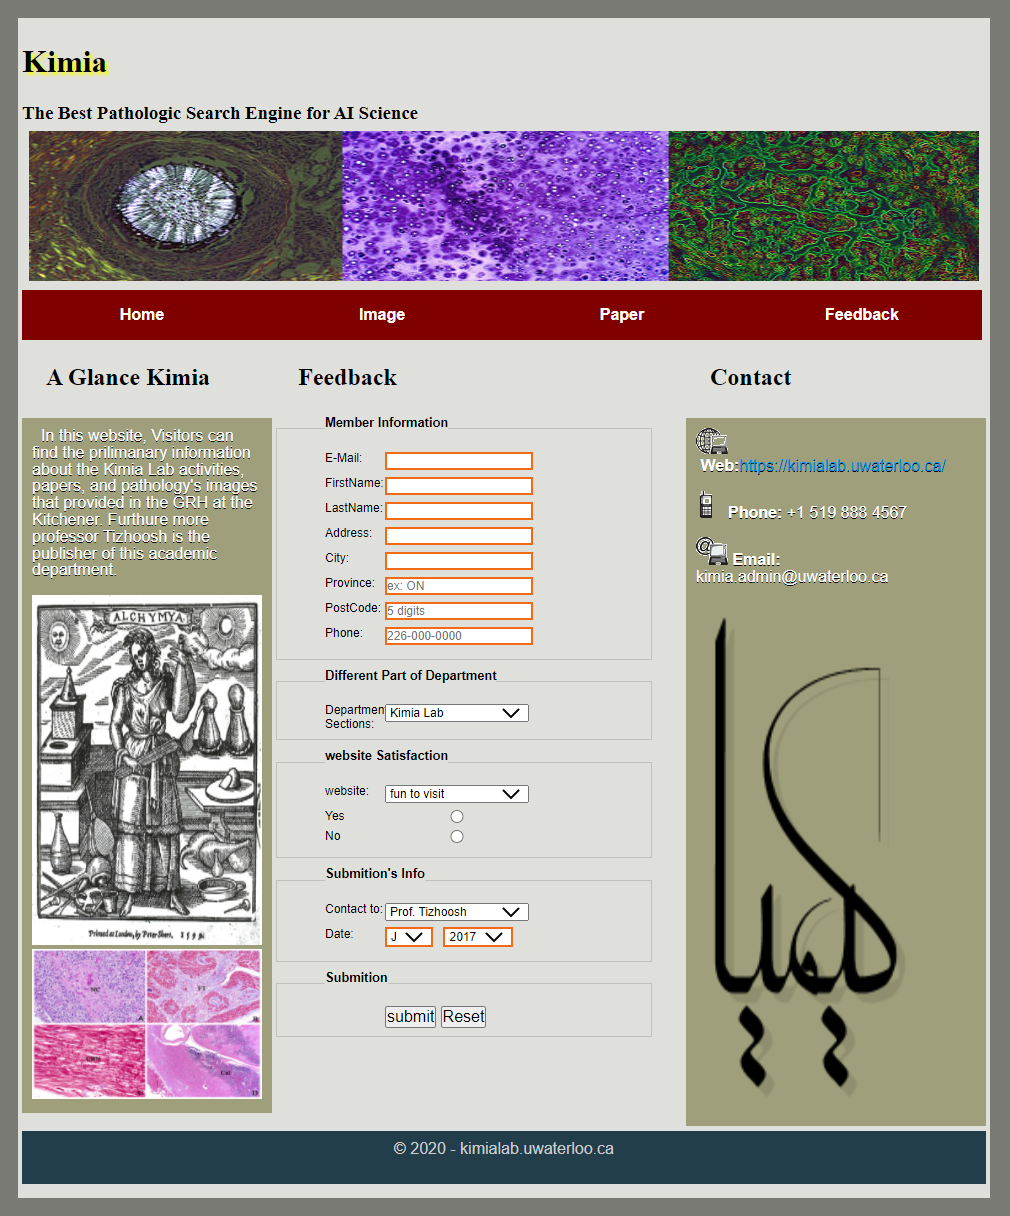 Kimia
The Best Pathologic Search Engine for AI Science
Home
Image
Paper
Feedback
A Glance Kimia
In this website, Visitors can
find the prilimanary information
about the Kimia Lab activities,
papers, and pathology's images
that provided in the GRH at the
Kitchener. Furthure more
professor Tizhoosh is the
publisher of this academic
department.
ALCHYMYA
Printed at London, by Peter Short. 1599
Feedback
Member Information
E-Mail:
FirstName:
LastName:
Address:
City:
Province: ex: ON
PostCode: 5 digits
Phone: 226-000-0000
Different Part of Department
Departmen Kimia Lab
Sections:
website Satisfaction
website: fun to visit
Yes
No
Submition's Info
Contact to: Prof. Tizhoosh
Date: J 2017
Submition
submit Reset
Contact
Web:https://kimialab.uwaterloo.ca/
Phone: +1 519 888 4567
@ Email:
kimia.admin@uwaterloo.ca
کیمیا
© 2020 - kimialab.uwaterloo.ca